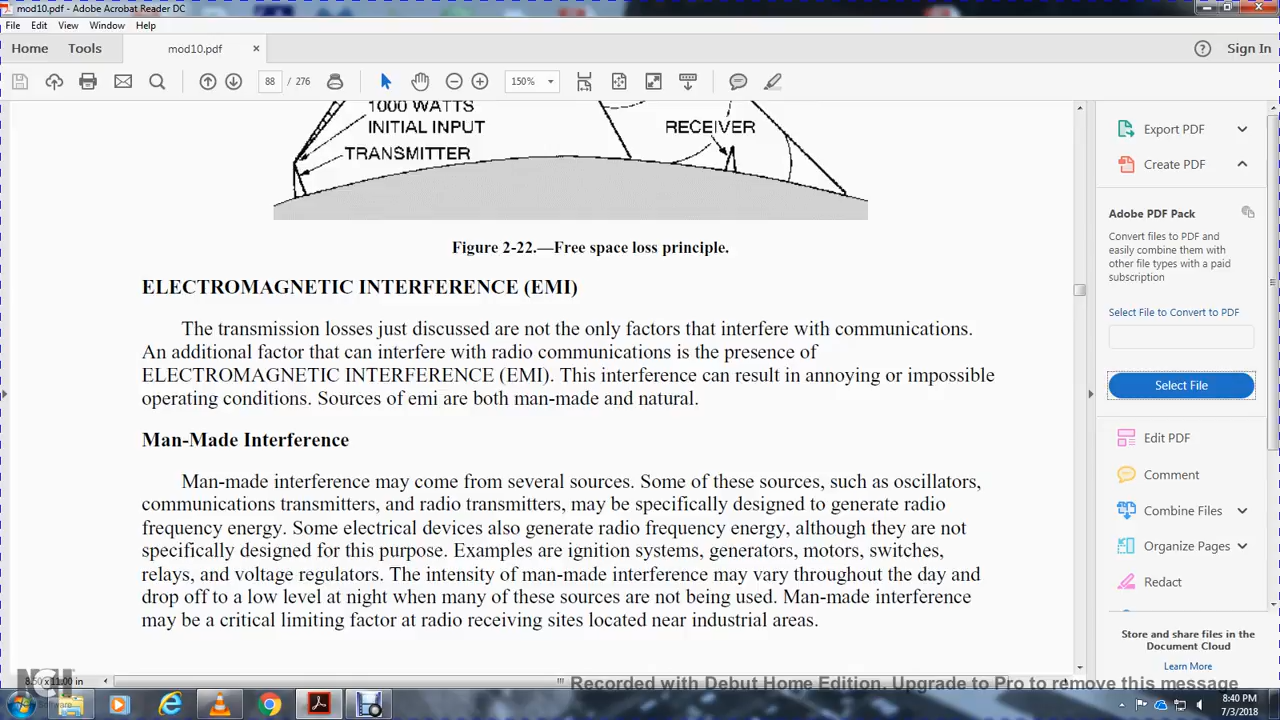 mod10.pdf - Adobe Acrobat Reader DC
File Edit View Window Help
Home Tools mod10.pdf × Sign In
88 / 276 150%
1000 WATTS
INITIAL INPUT
TRANSMITTER
RECEIVER
Figure 2-22.—Free space loss principle.
ELECTROMAGNETIC INTERFERENCE (EMI)
The transmission losses just discussed are not the only factors that interfere with communications.
An additional factor that can interfere with radio communications is the presence of
ELECTROMAGNETIC INTERFERENCE (EMI). This interference can result in annoying or impossible
operating conditions. Sources of emi are both man-made and natural.
Man-Made Interference
Man-made interference may come from several sources. Some of these sources, such as oscillators,
communications transmitters, and radio transmitters, may be specifically designed to generate radio
frequency energy. Some electrical devices also generate radio frequency energy, although they are not
specifically designed for this purpose. Examples are ignition systems, generators, motors, switches,
relays, and voltage regulators. The intensity of man-made interference may vary throughout the day and
drop off to a low level at night when many of these sources are not being used. Man-made interference
may be a critical limiting factor at radio receiving sites located near industrial areas.
8.50 x 11.00 in
Export PDF
Create PDF
Adobe PDF Pack
Convert files to PDF and
easily combine them with
other file types with a paid
subscription
Select File to Convert to PDF
Select File
Edit PDF
Comment
Combine Files
Organize Pages
Redact
Store and share files in the
Document Cloud
Learn More
Recorded with Debut Home Edition. Upgrade to Pro to remove this message
8:40 PM
7/3/2018